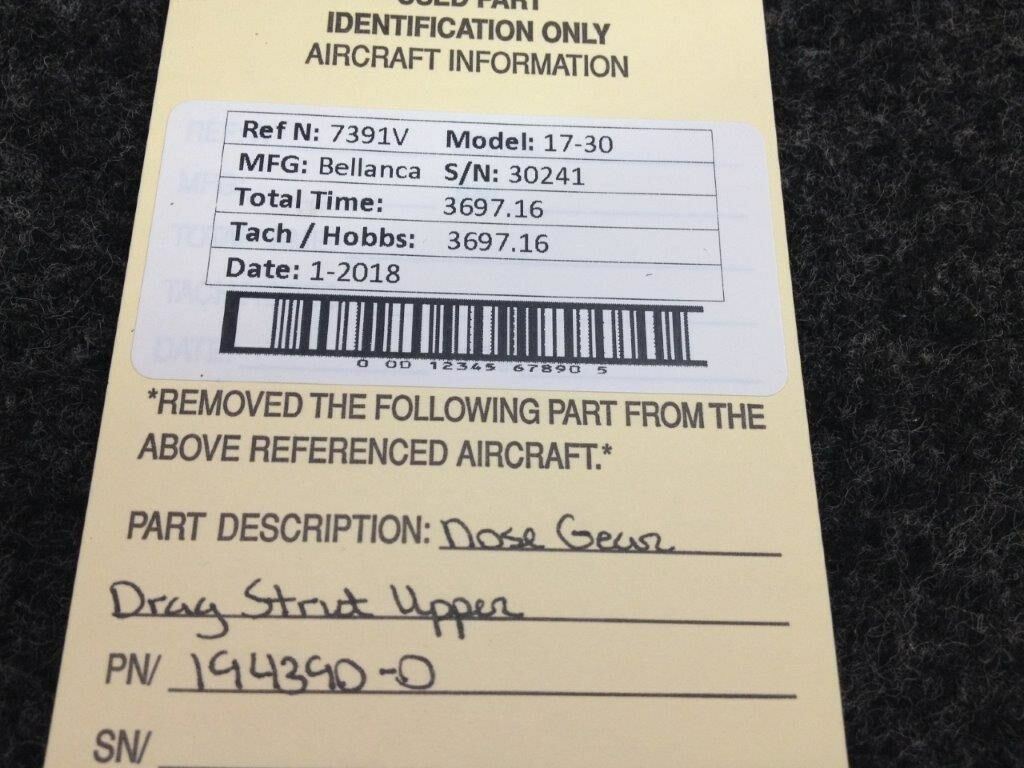 USED PART
IDENTIFICATION ONLY
AIRCRAFT INFORMATION
Ref N: 7391V Model: 17-30
MFG: Bellanca S/N: 30241
Total Time: 3697.16
Tach / Hobbs: 3697.16
Date: 1-2018
0 00 12345 67890 5
*REMOVED THE FOLLOWING PART FROM THE
ABOVE REFERENCED AIRCRAFT.*
PART DESCRIPTION: Nose Gear
Drag Strut Upper
PN/ 194390-0
SN/